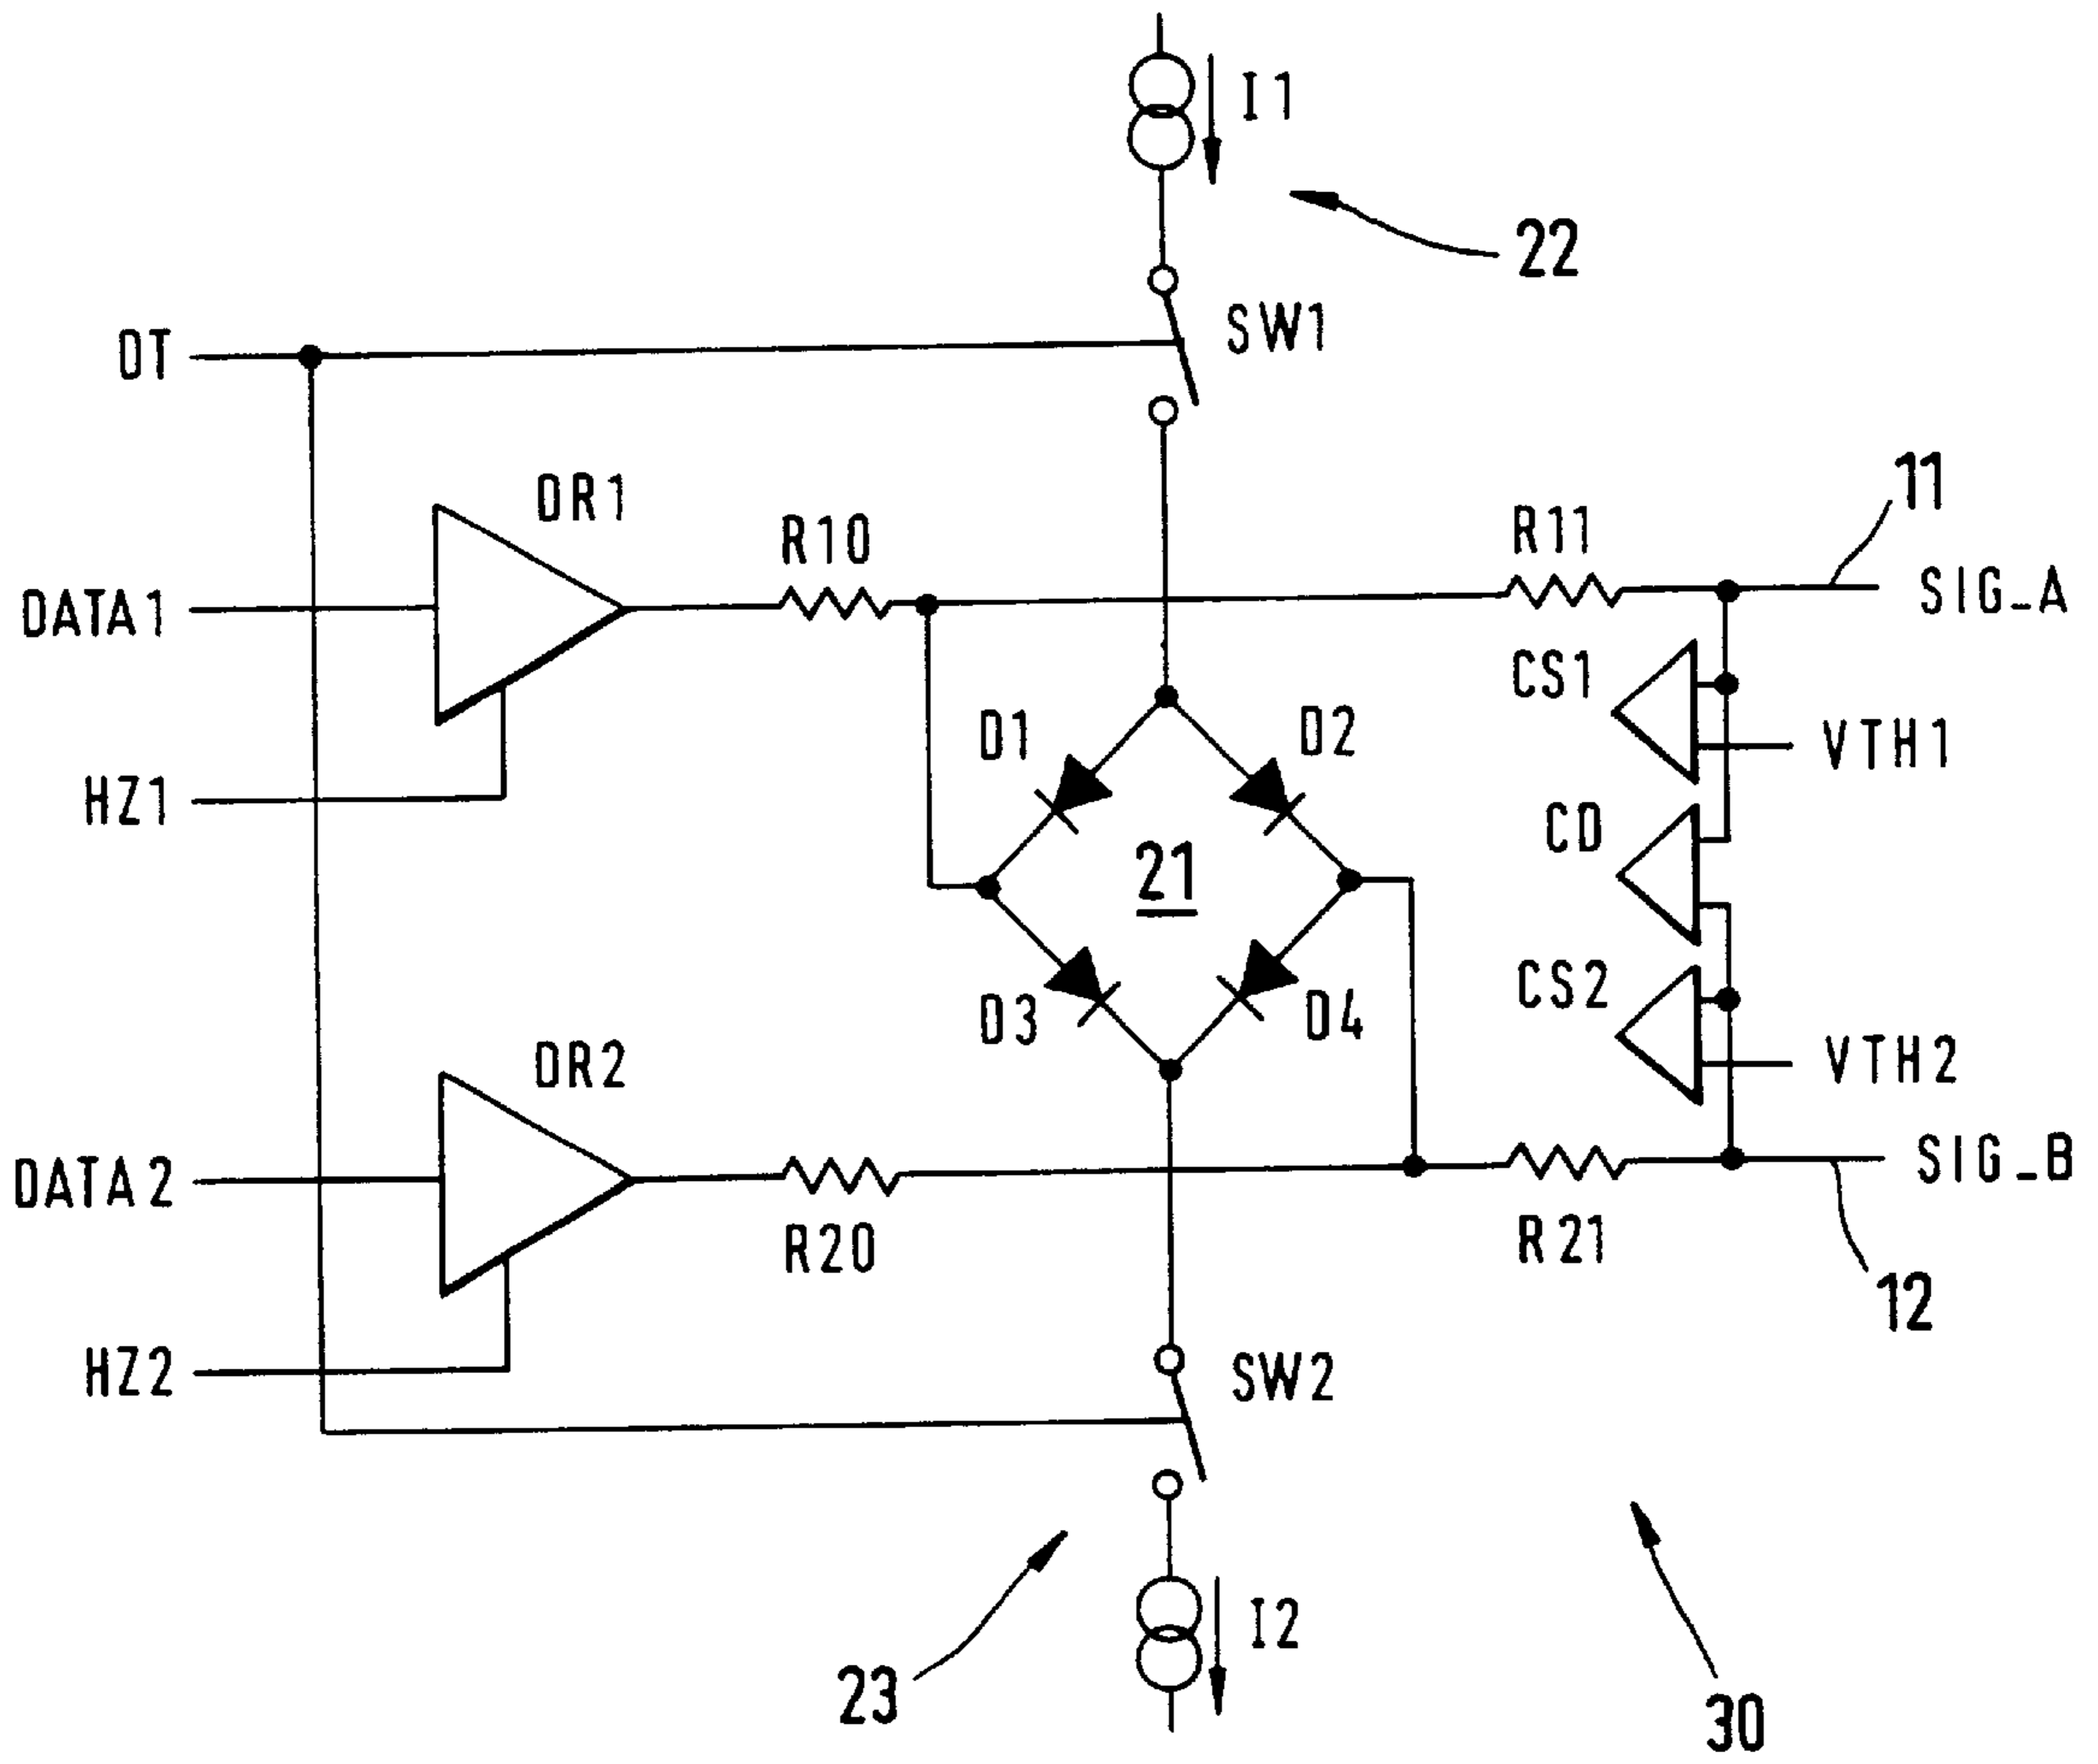 I1
22
SW1
DT
11
DR1
R10
R11
SIG_A
DATA1
CS1
D1
D2
VTH1
HZ1
CD
21
CS2
D3
D4
DR2
VTH2
SIG_B
DATA2
R20
R21
12
HZ2
SW2
I2
23
30